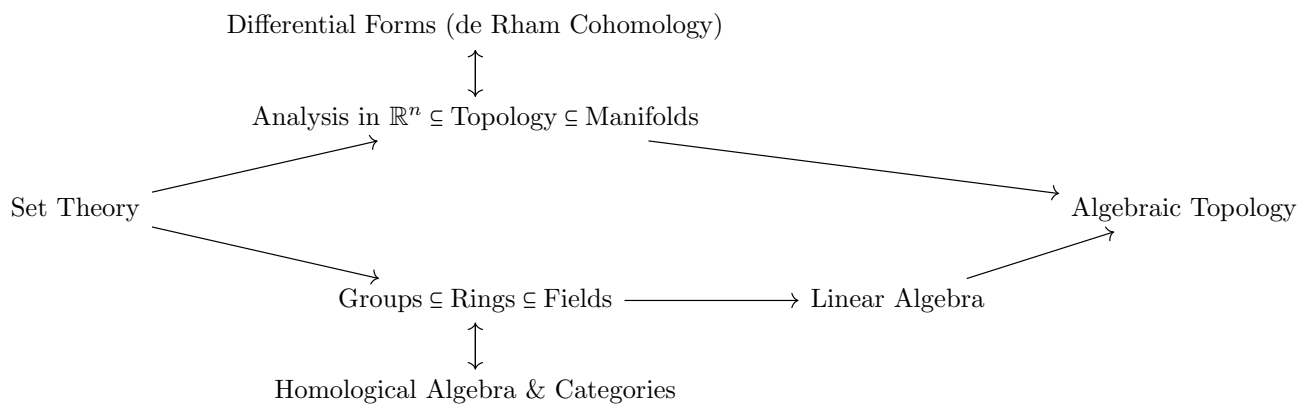 Differential Forms (de Rham Cohomology)
Analysis in ℝⁿ ⊆ Topology ⊆ Manifolds
Set Theory
Algebraic Topology
Groups ⊆ Rings ⊆ Fields
Linear Algebra
Homological Algebra & Categories